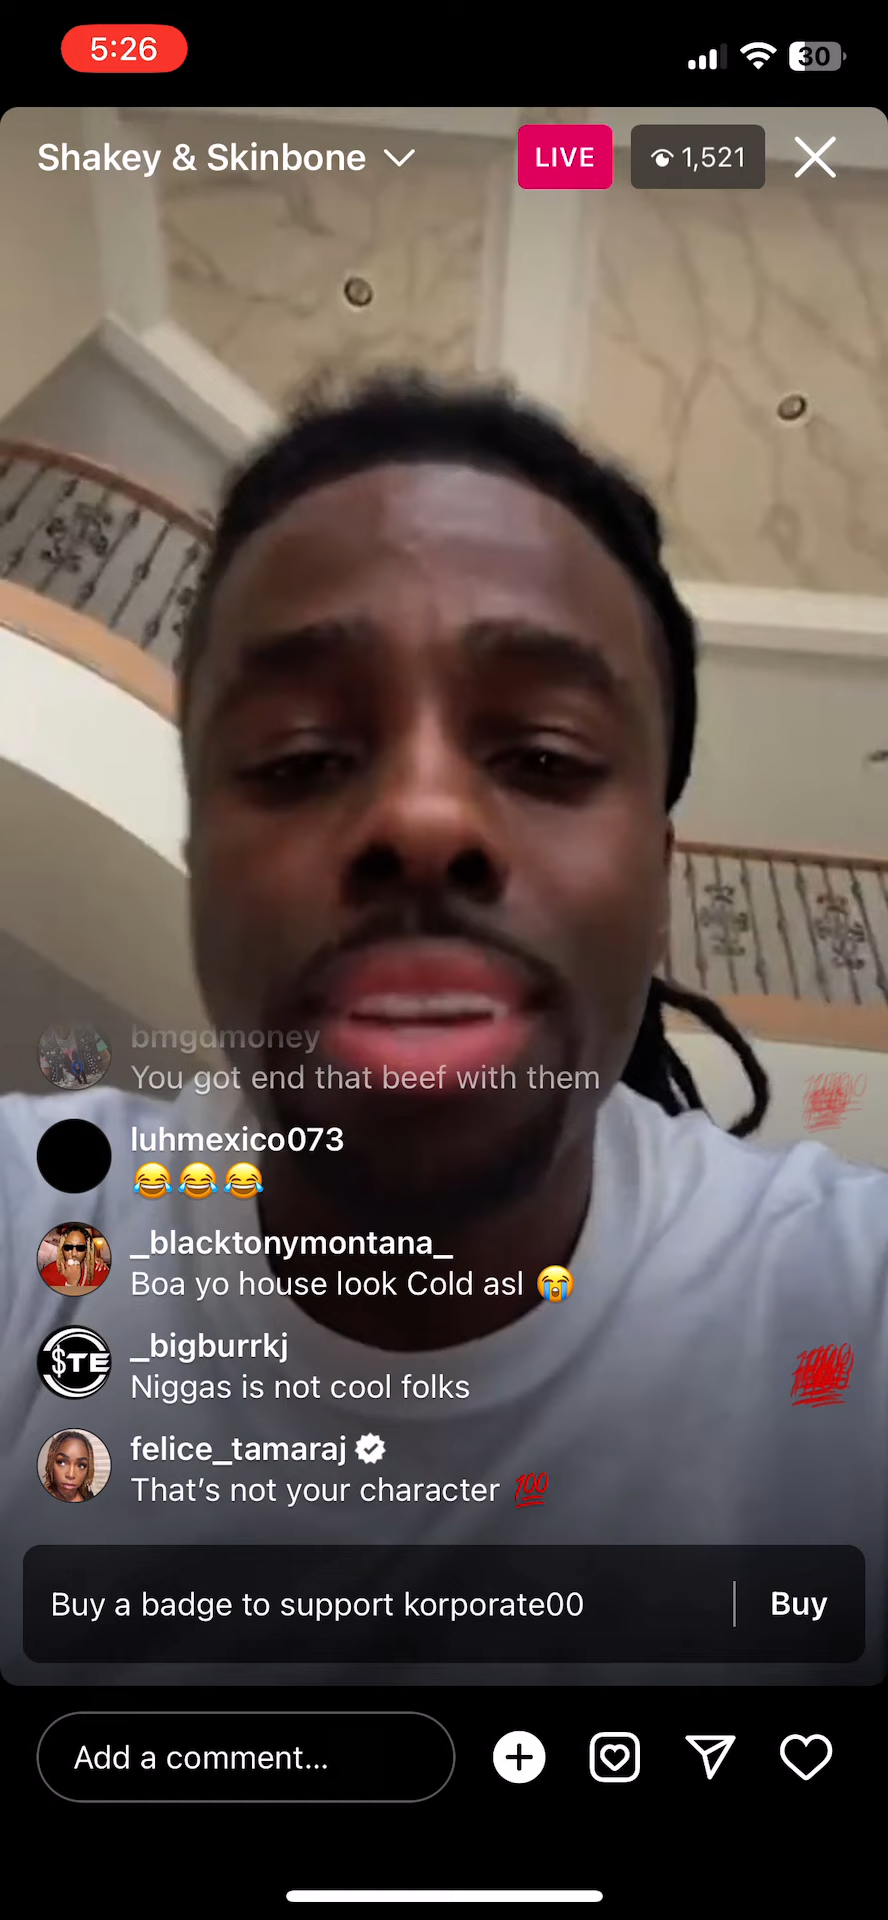 5:26
30
Shakey & Skinbone
LIVE
1,521
bmgdmoney
You got end that beef with them
luhmexico073
😂😂😂
_blacktonymontana_
Boa yo house look Cold asl 😭
$TE
_bigburrkj
Niggas is not cool folks
felice_tamaraj
That’s not your character 💯
Buy a badge to support korporate00
Buy
Add a comment...